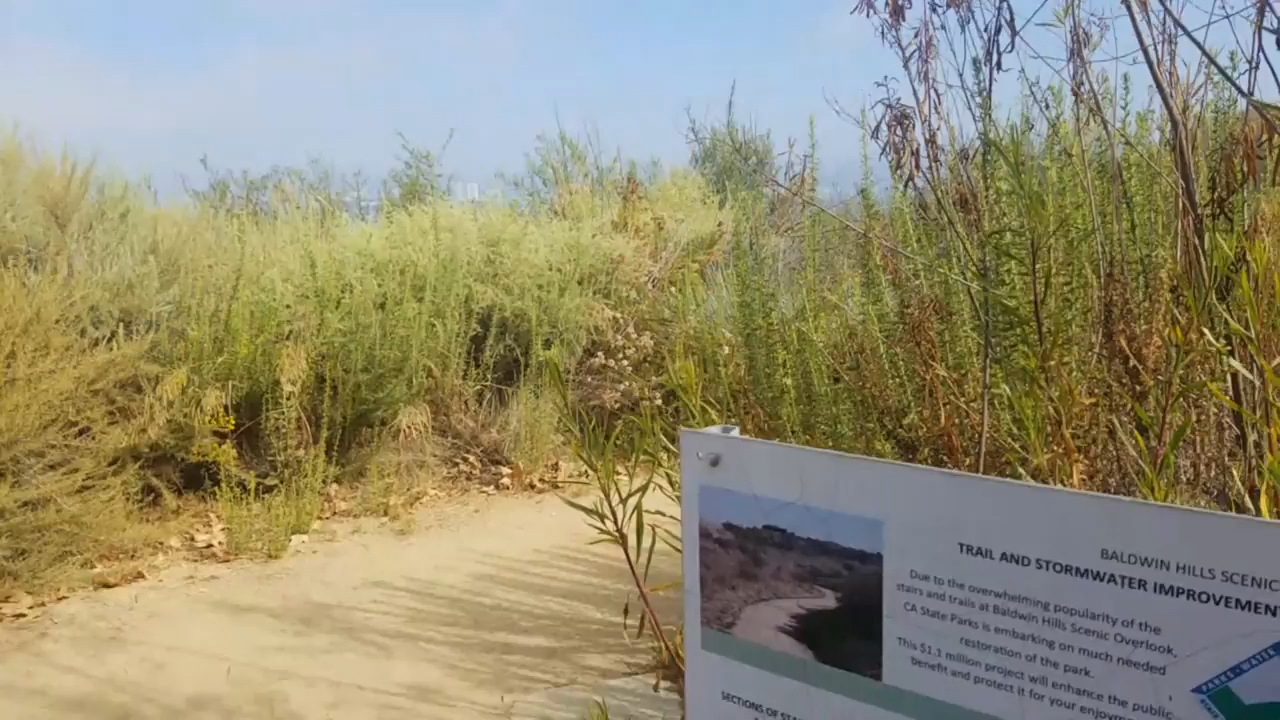 BALDWIN HILLS SCENIC
TRAIL AND STORMWATER IMPROVEMENT
Due to the overwhelming popularity of the
stairs and trails at Baldwin Hills Scenic Overlook,
CA State Parks is embarking on much needed
restoration of the park.
This $1.1 million project will enhance the public
benefit and protect it for your
SECTIONS OF
PARKS - WATER